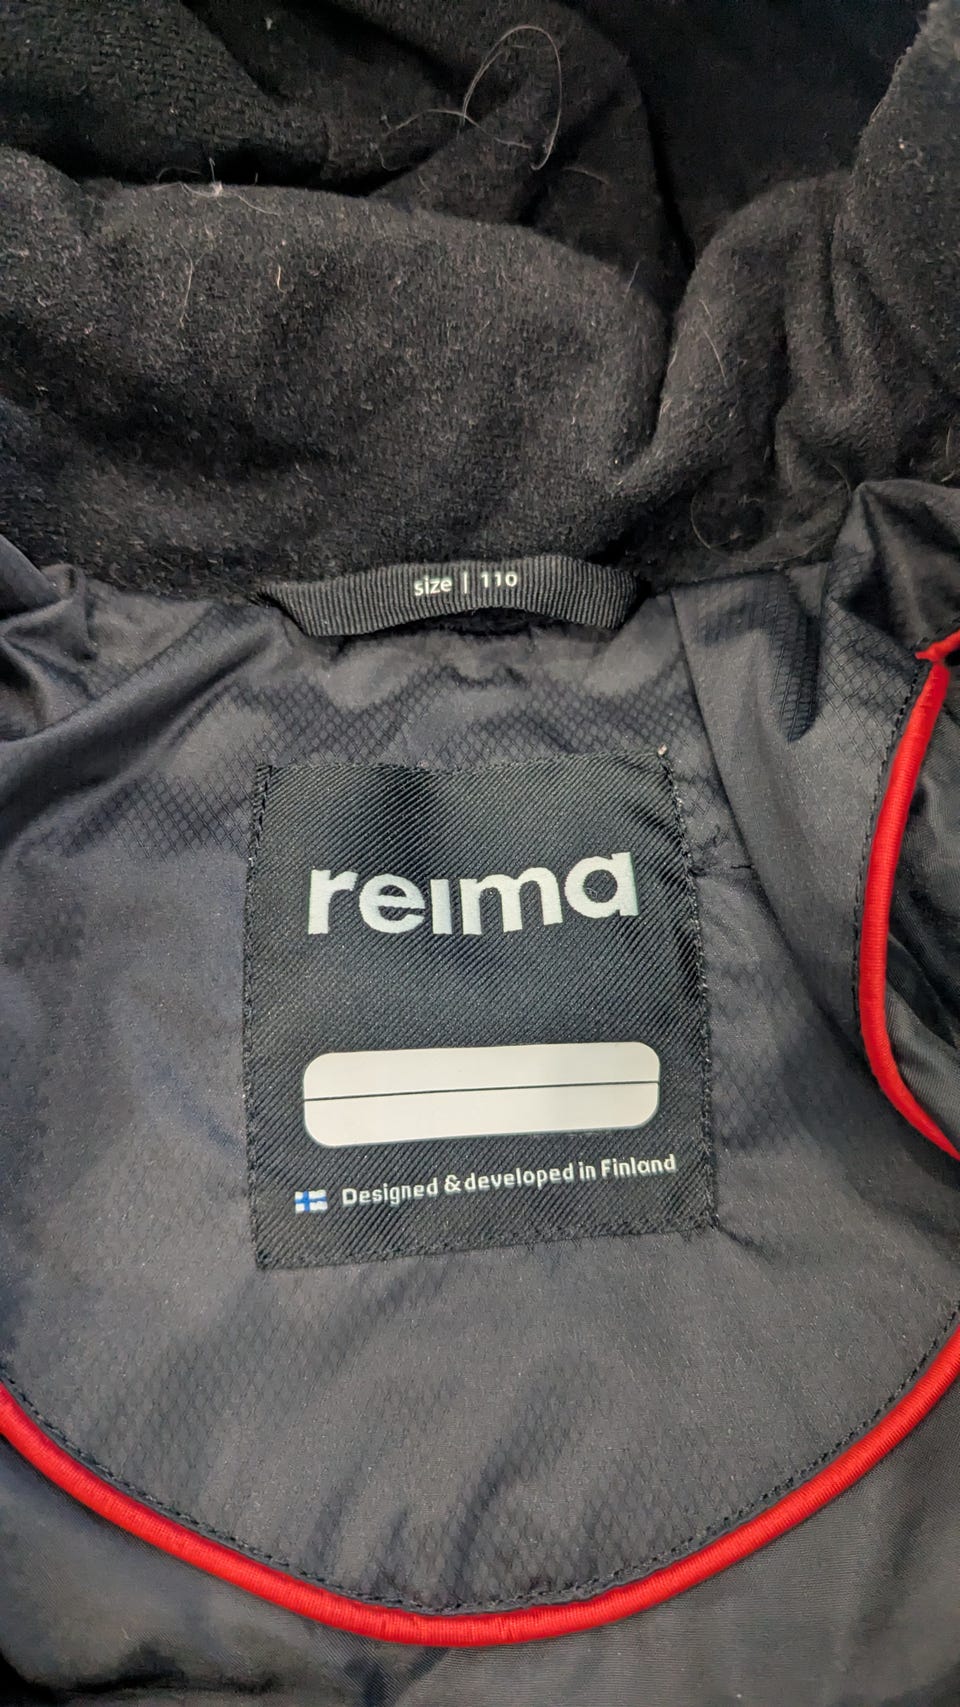 size | 110
reima
Designed & developed in Finland